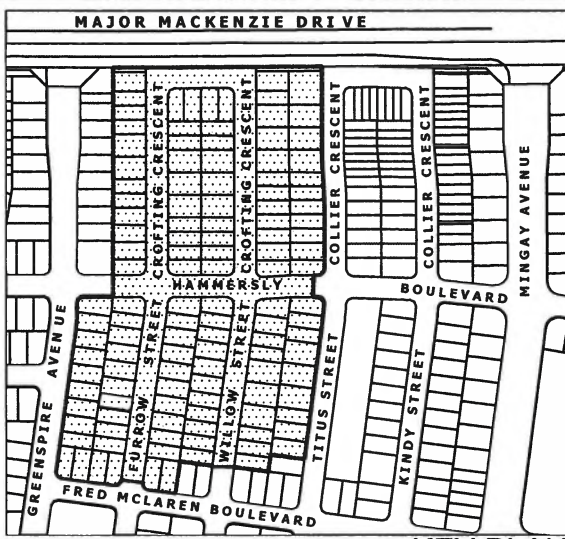 MAJOR MACKENZIE DRIVE
CROFTING CRESCENT
CROFTING CRESCENT
COLLIER CRESCENT
COLLIER CRESCENT
MINGAY AVENUE
HAMMERSLY
BOULEVARD
GREENSPIRE AVENUE
FURROW STREET
WILLOW STREET
TITUS STREET
KINDY STREET
FRED MCLAREN BOULEVARD